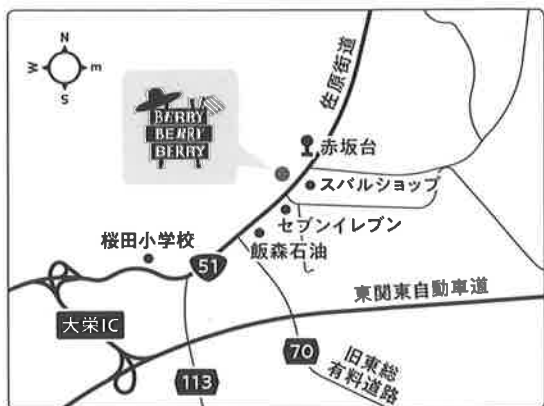 N
W
E
S
BERRY
BERRY
BERRY
佐原街道
赤坂台
スバルショップ
セブンイレブン
飯森石油
桜田小学校
51
大栄IC
東関東自動車道
70
113
旧東総
有料道路